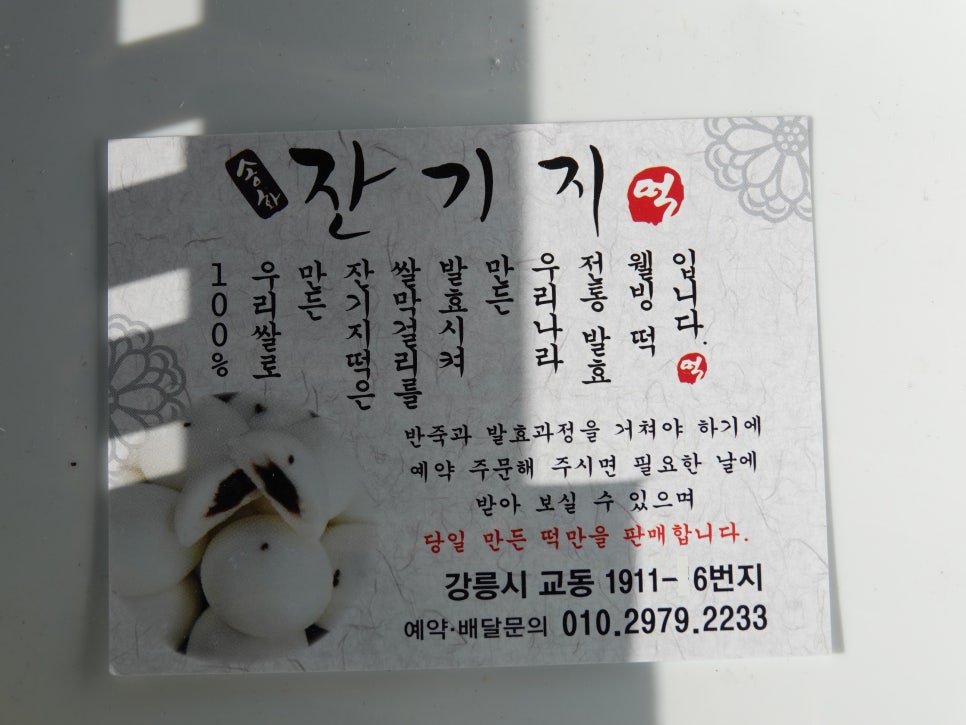 송화 잔기지 떡
100%
우리쌀로
만든
잔기지떡은
쌀막걸리를
발효시켜
만든
우리나라
전통 발효
웰빙 떡
입니다.
떡
반죽과 발효과정을 거쳐야 하기에
예약 주문해 주시면 필요한 날에
받아 보실 수 있으며
당일 만든 떡만을 판매합니다.
강릉시 교동 1911- 6번지
예약·배달문의 010.2979.2233